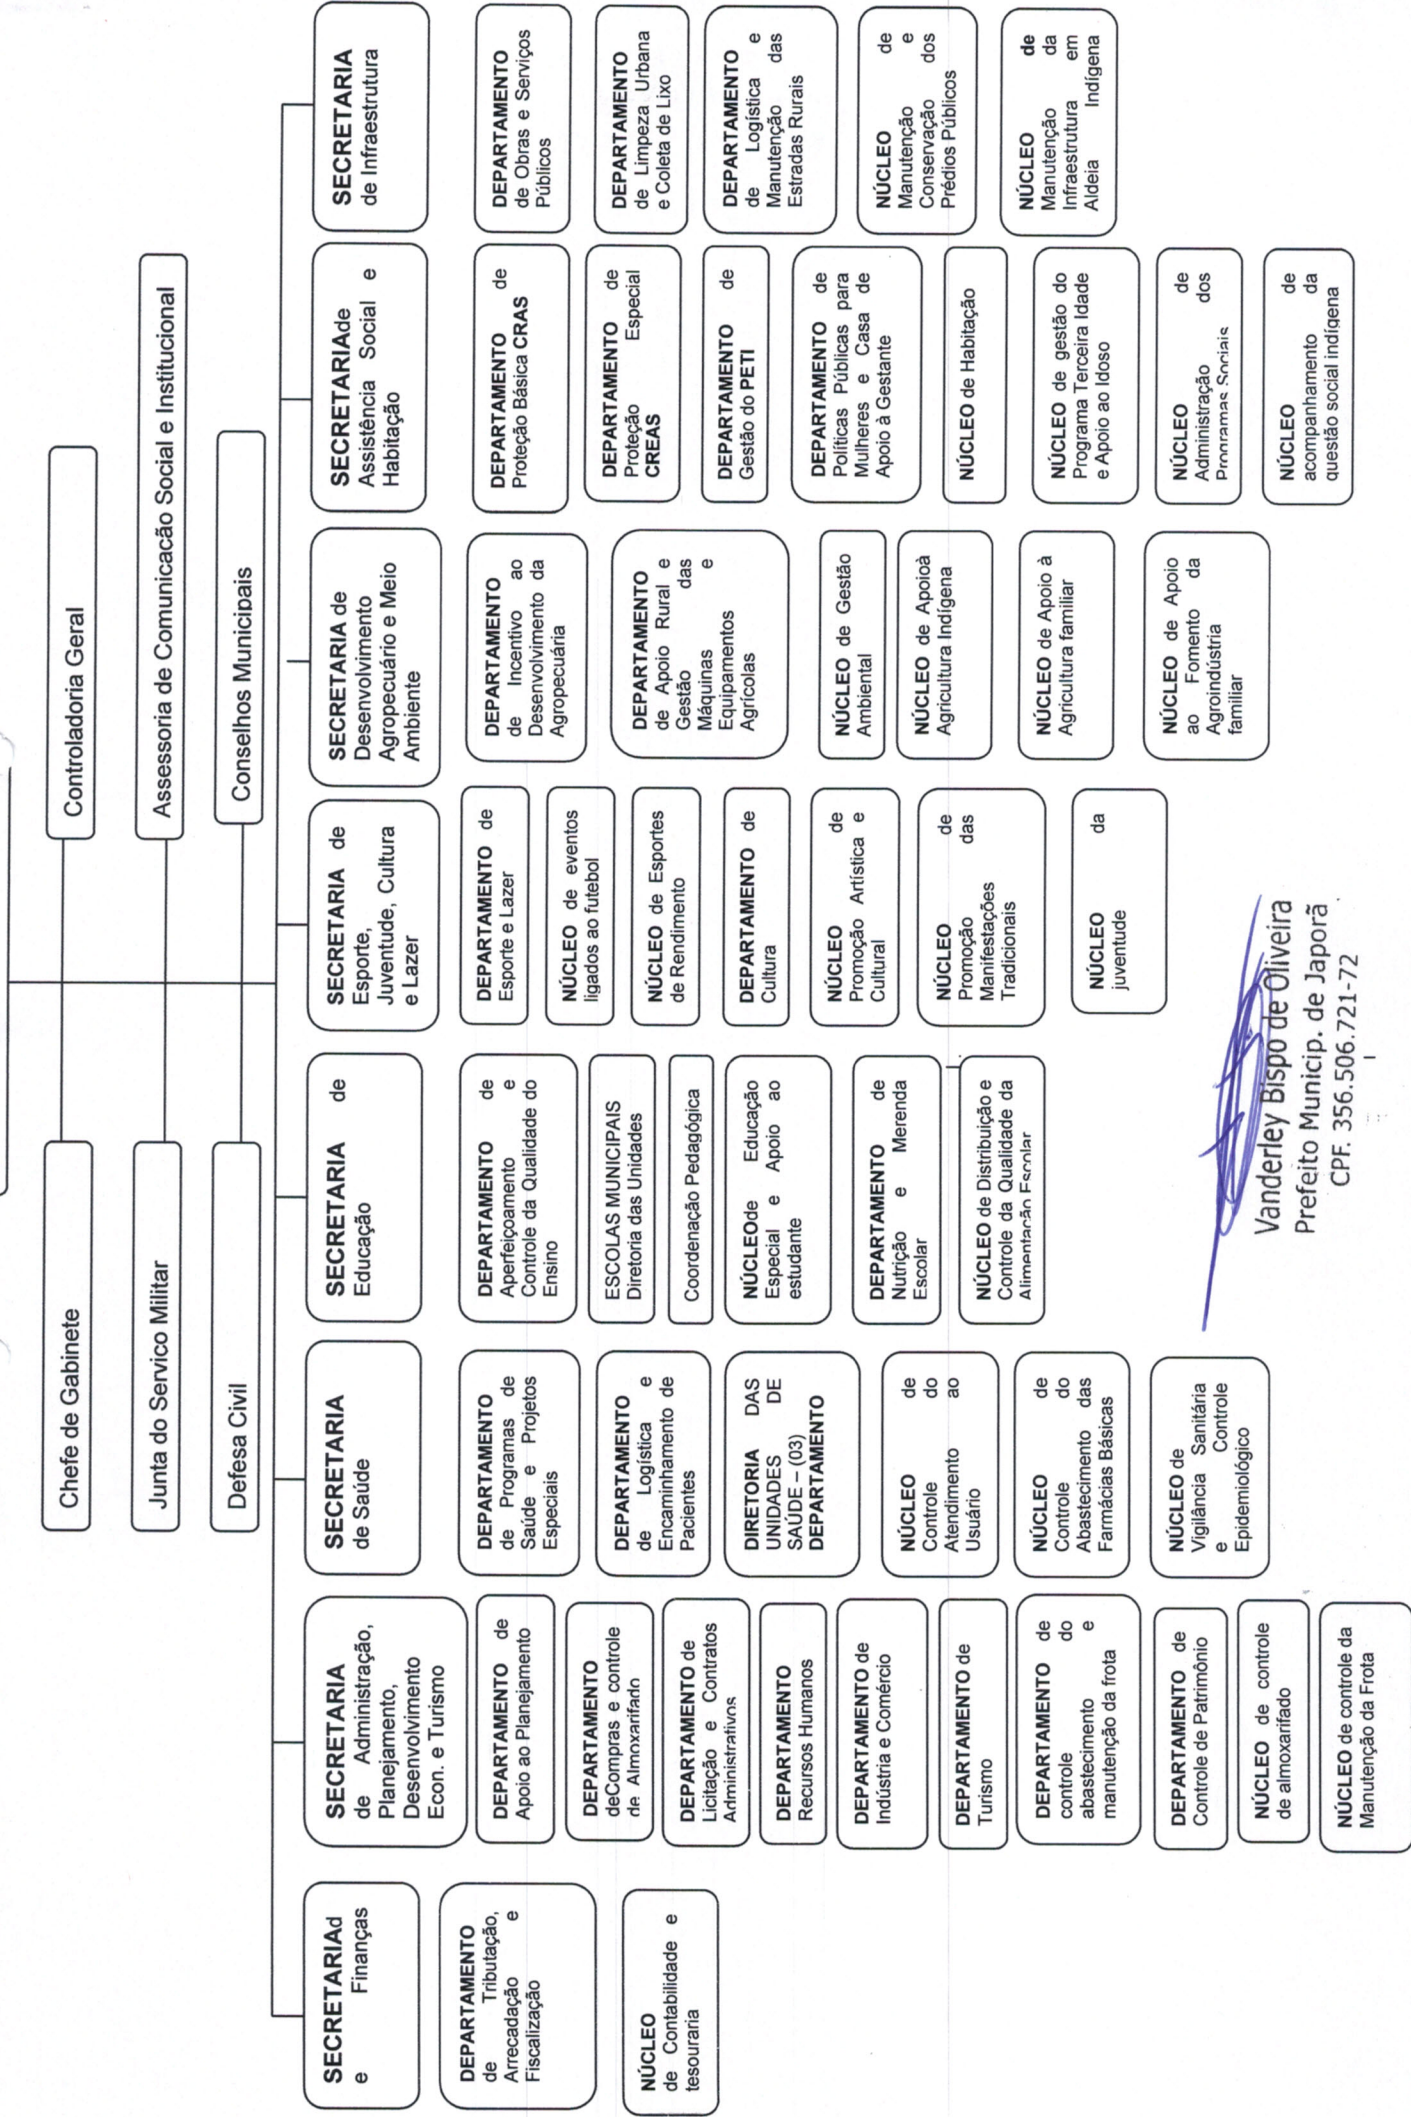 Chefe de Gabinete
Controladoria Geral
Junta do Servico Militar
Assessoria de Comunicacão Social e Institucional
Defesa Civil
Conselhos Municipais
SECRETARIAd
e Finanças
DEPARTAMENTO
de Tributação,
Arrecadação e
Fiscalização
NÚCLEO
de Contabilidade e
tesouraria
SECRETARIA
de Administração,
Planejamento,
Desenvolvimento
Econ. e Turismo
DEPARTAMENTO de
Apoio ao Planejamento
DEPARTAMENTO
deCompras e controle
de Almoxarifado
DEPARTAMENTO de
Licitação e Contratos
Administrativos
DEPARTAMENTO
Recursos Humanos
DEPARTAMENTO de
Indústria e Comércio
DEPARTAMENTO de
Turismo
DEPARTAMENTO de
controle do
abastecimento e
manutenção da frota
DEPARTAMENTO de
Controle de Patrimônio
NÚCLEO de controle
de almoxarifado
NÚCLEO de controle da
Manutenção da Frota
SECRETARIA
de Saúde
DEPARTAMENTO
de Programas de
Saúde e Projetos
Especiais
DEPARTAMENTO
de Logística e
Encaminhamento de
Pacientes
DIRETORIA DAS
UNIDADES DE
SAÚDE – (03)
DEPARTAMENTO
NÚCLEO de
Controle do
Atendimento ao
Usuário
NÚCLEO de
Controle do
Abastecimento das
Farmácias Básicas
NÚCLEO de
Vigilância Sanitária
e Controle
Epidemiológico
SECRETARIA de
Educação
DEPARTAMENTO de
Aperfeiçoamento e
Controle da Qualidade do
Ensino
ESCOLAS MUNICIPAIS
Diretoria das Unidades
Coordenação Pedagógica
NÚCLEOde Educação
Especial e Apoio ao
estudante
DEPARTAMENTO de
Nutrição e Merenda
Escolar
NÚCLEO de Distribuição e
Controle da Qualidade da
Alimentação Escolar
SECRETARIA de
Esporte,
Juventude, Cultura
e Lazer
DEPARTAMENTO de
Esporte e Lazer
NÚCLEO de eventos
ligados ao futebol
NÚCLEO de Esportes
de Rendimento
DEPARTAMENTO de
Cultura
NÚCLEO de
Promoção Artística e
Cultural
NÚCLEO de
Promoção das
Manifestações
Tradicionais
NÚCLEO da
juventude
SECRETARIA de
Desenvolvimento
Agropecuário e Meio
Ambiente
DEPARTAMENTO
de Incentivo ao
Desenvolvimento da
Agropecuária
DEPARTAMENTO
de Apoio Rural e
Gestão das
Máquinas e
Equipamentos
Agrícolas
NÚCLEO de Gestão
Ambiental
NÚCLEO de Apoioà
Agricultura Indígena
NÚCLEO de Apoio à
Agricultura familiar
NÚCLEO de Apoio
ao Fomento da
Agroindústria
familiar
SECRETARIAde
Assistência Social e
Habitação
DEPARTAMENTO de
Proteção Básica CRAS
DEPARTAMENTO de
Proteção Especial
CREAS
DEPARTAMENTO de
Gestão do PETI
DEPARTAMENTO de
Políticas Públicas para
Mulheres e Casa de
Apoio à Gestante
NÚCLEO de Habitação
NÚCLEO de gestão do
Programa Terceira Idade
e Apoio ao Idoso
NÚCLEO de
Administração dos
Programas Sociais
NÚCLEO de
acompanhamento da
questão social indígena
SECRETARIA
de Infraestrutura
DEPARTAMENTO
de Obras e Serviços
Públicos
DEPARTAMENTO
de Limpeza Urbana
e Coleta de Lixo
DEPARTAMENTO
de Logística e
Manutenção das
Estradas Rurais
NÚCLEO de
Manutenção e
Conservação dos
Prédios Públicos
NÚCLEO de
Manutenção da
Infraestrutura em
Aldeia Indígena
Vanderley Bispo de Oliveira
Prefeito Municip. de Japorã
CPF. 356.506.721-72